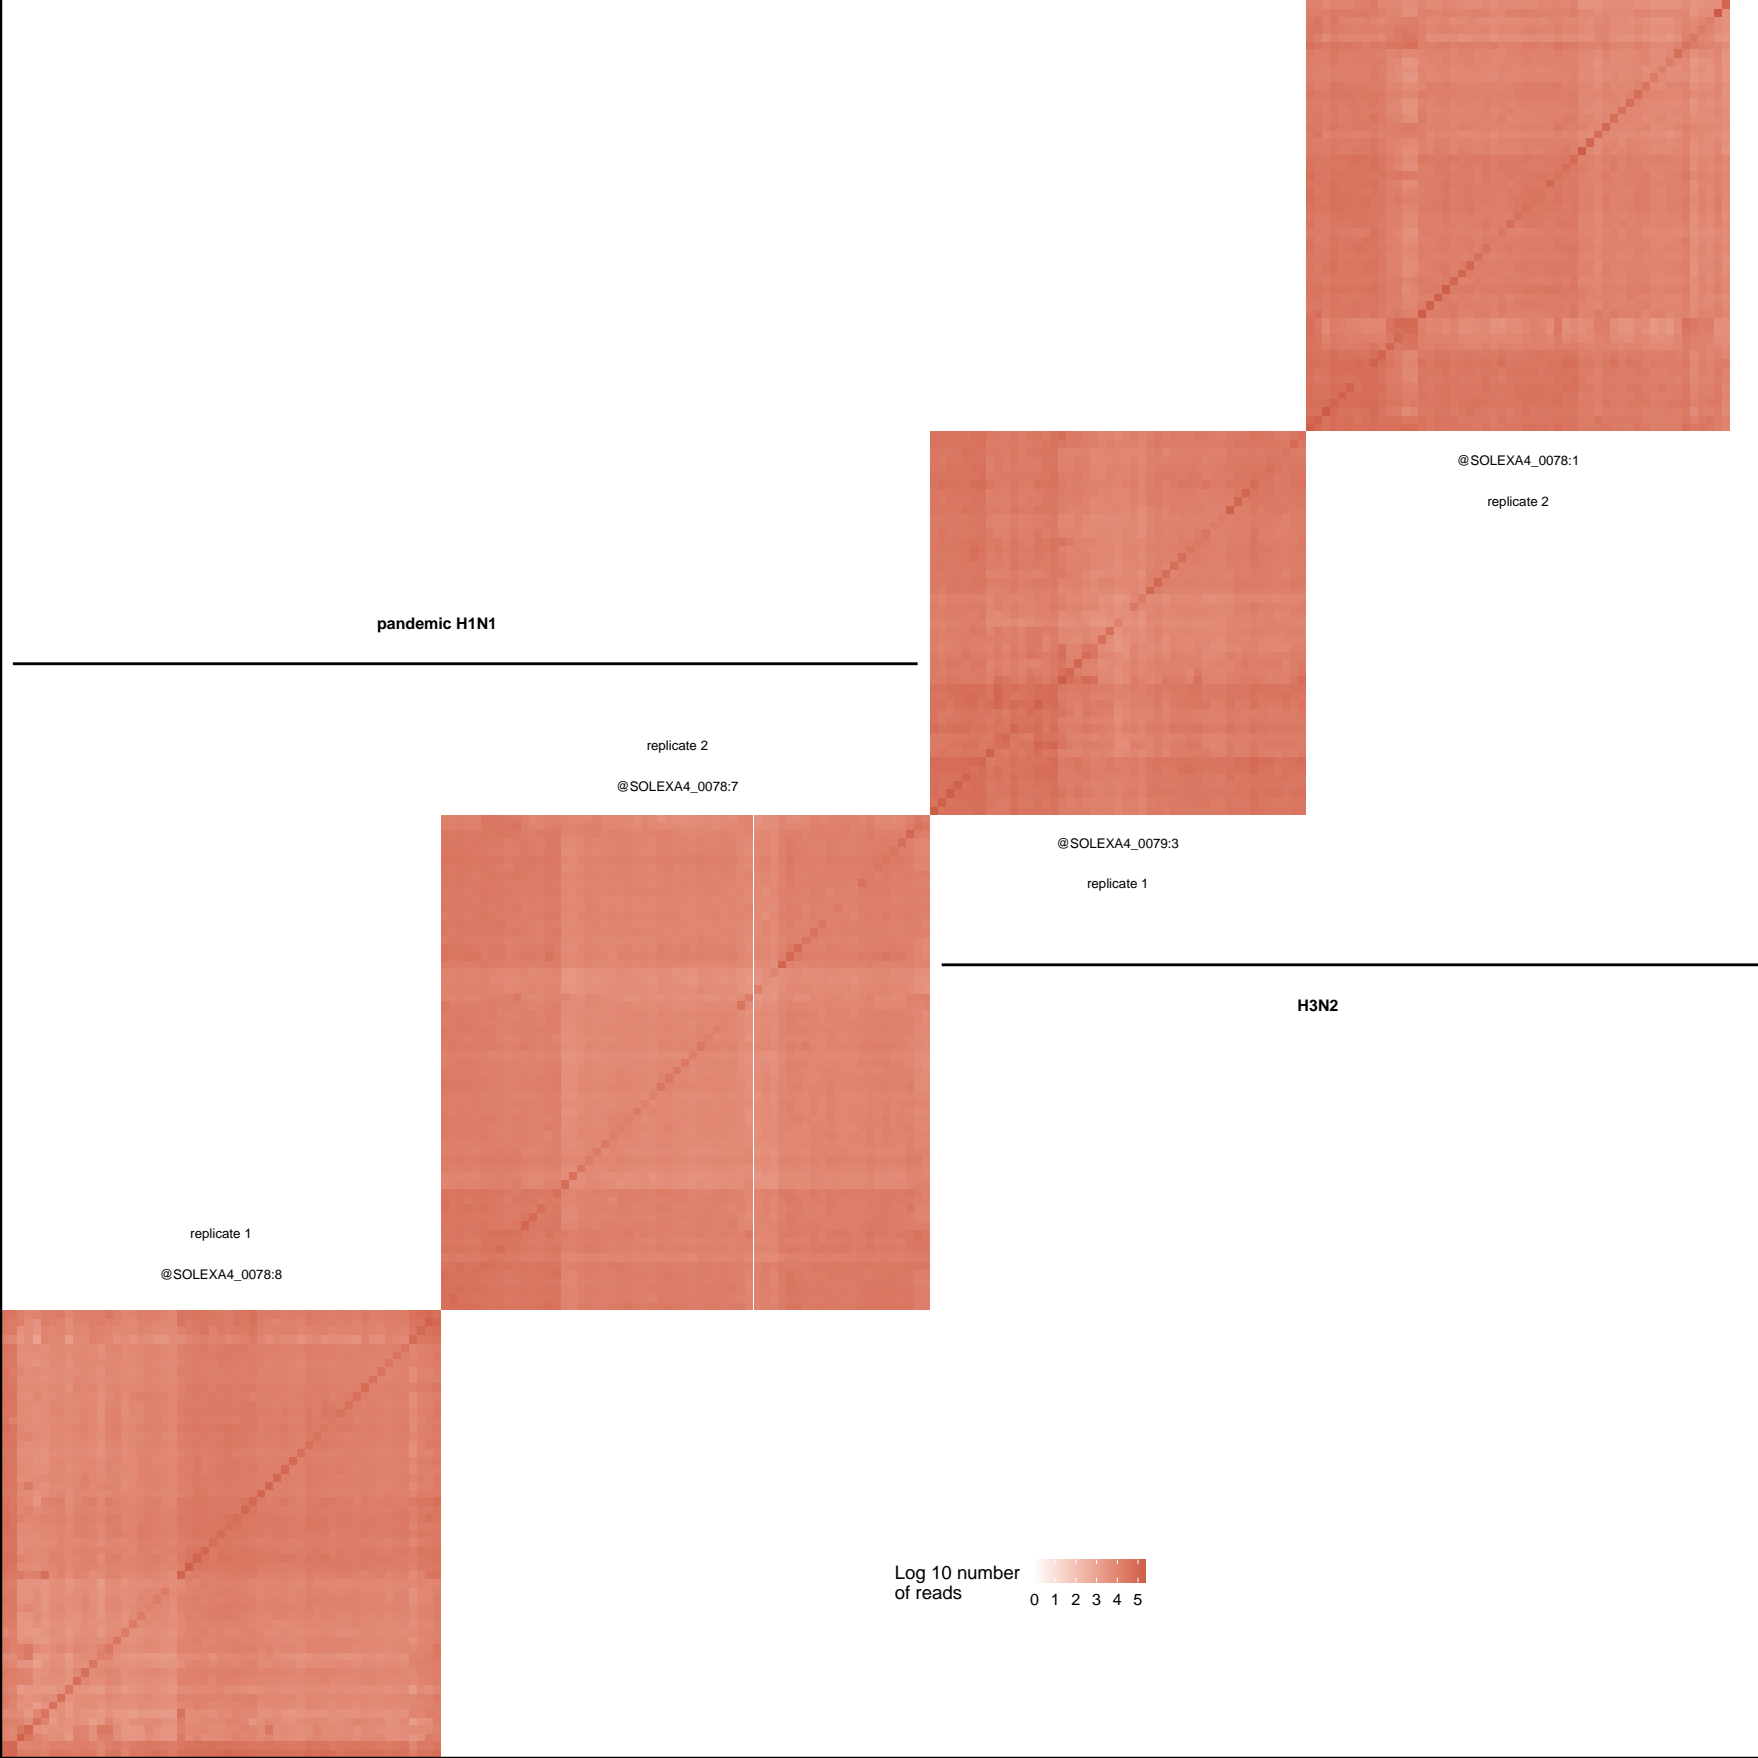 @SOLEXA4_0078:1
replicate 2
pandemic H1N1
replicate 2
@SOLEXA4_0078:7
@SOLEXA4_0079:3
replicate 1
H3N2
replicate 1
@SOLEXA4_0078:8
Log 10 number
of reads
0 1 2 3 4 5